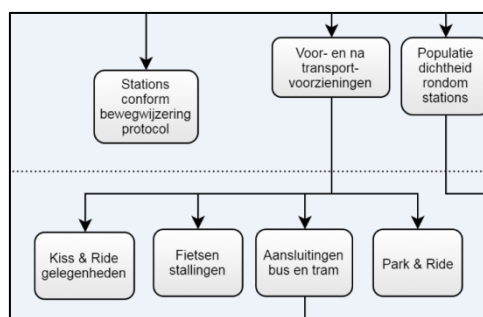 Voor- en na
transport-
voorzieningen
Populatie
dichtheid
rondom
stations
Stations
conform
bewegwijzering
protocol
Kiss & Ride
gelegenheden
Fietsen
stallingen
Aansluitingen
bus en tram
Park & Ride